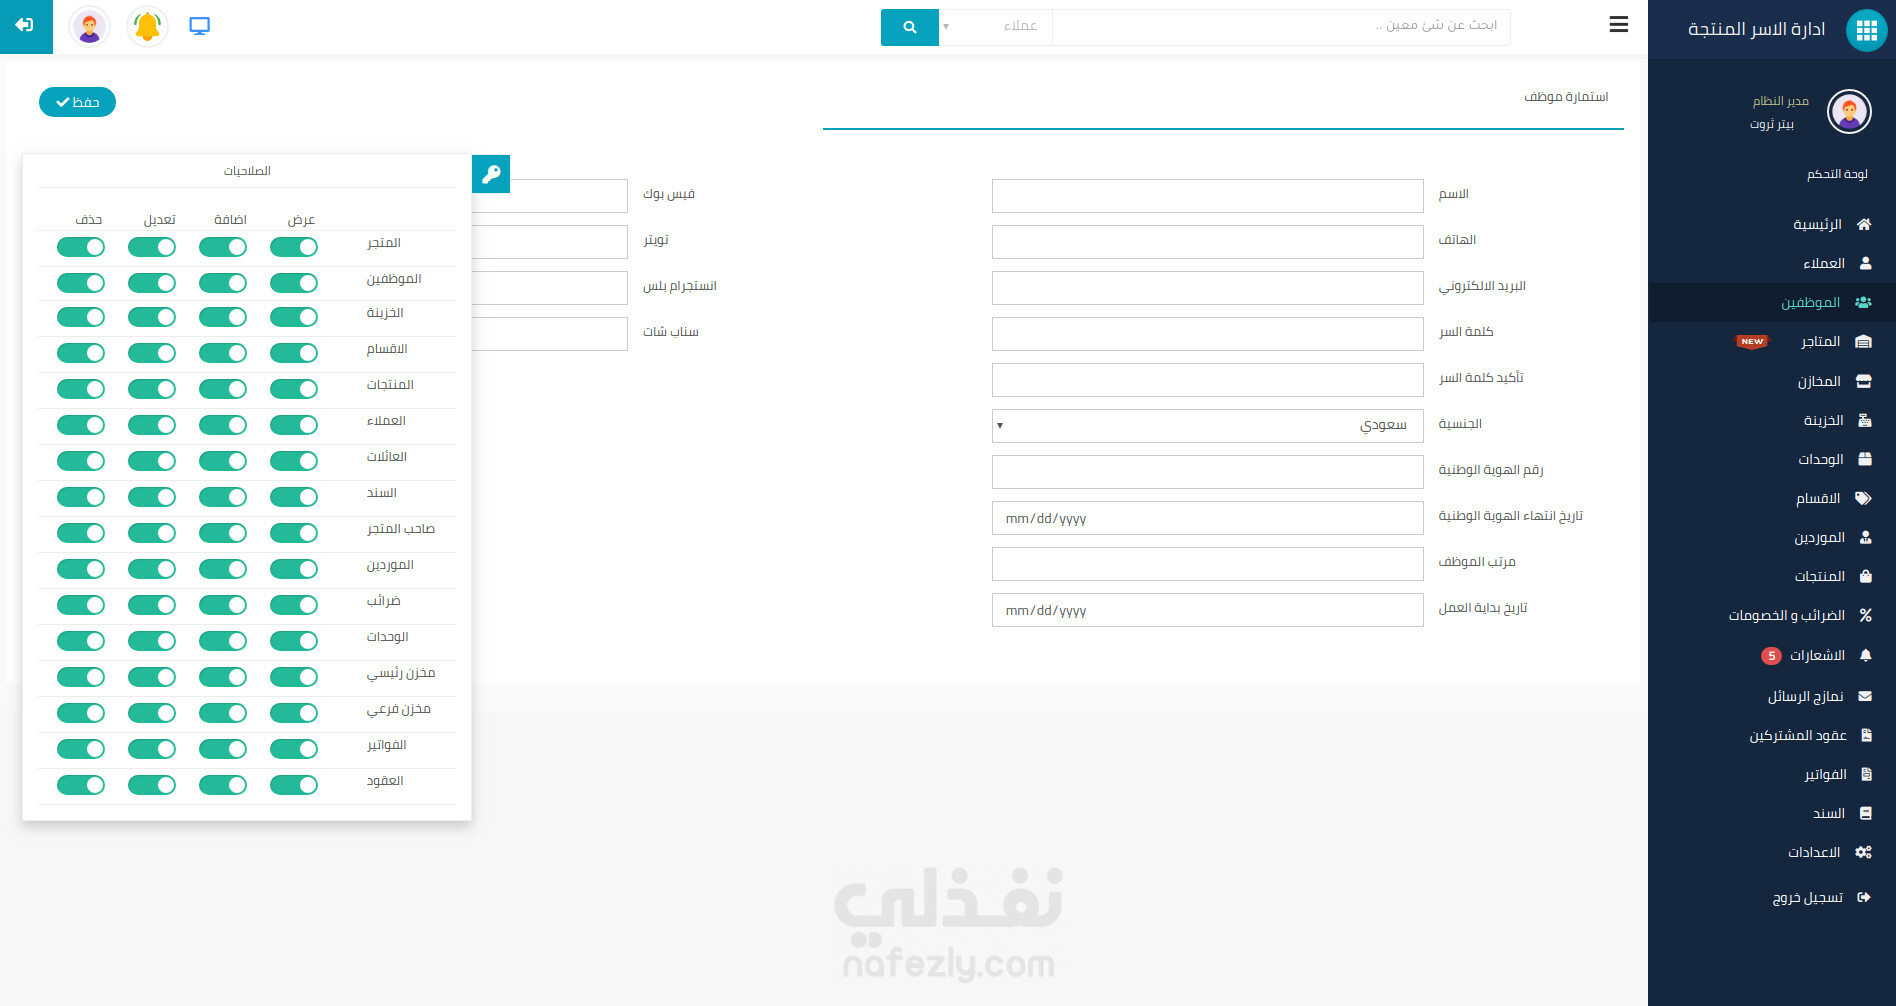 ادارة الاسر المنتجة
ابحث عن شئ معين ..
عملاء
مدير النظام
بيتر ثروت
لوحة التحكم
الرئيسية
العملاء
الموظفين
المتاجر
NEW
المخازن
الخزينة
الوحدات
الاقسام
الموردين
المنتجات
الضرائب و الخصومات
الاشعارات 5
نمازج الرسائل
عقود المشتركين
الفواتير
السند
الاعدادات
تسجيل خروج
استمارة موظف
حفظ
الاسم
الهاتف
البريد الالكتروني
كلمة السر
تأكيد كلمة السر
الجنسية
سعودي
رقم الهوية الوطنية
تاريخ انتهاء الهوية الوطنية
mm/dd/yyyy
مرتب الموظف
تاريخ بداية العمل
mm/dd/yyyy
فيس بوك
تويتر
انستجرام بلس
سناب شات
الصلاحيات
عرض اضافة تعديل حذف
المتجر
الموظفين
الخزينة
الاقسام
المنتجات
العملاء
العائلات
السند
صاحب المتجر
الموردين
ضرائب
الوحدات
مخزن رئيسي
مخزن فرعي
الفواتير
العقود
نفذلي
nafezly.com